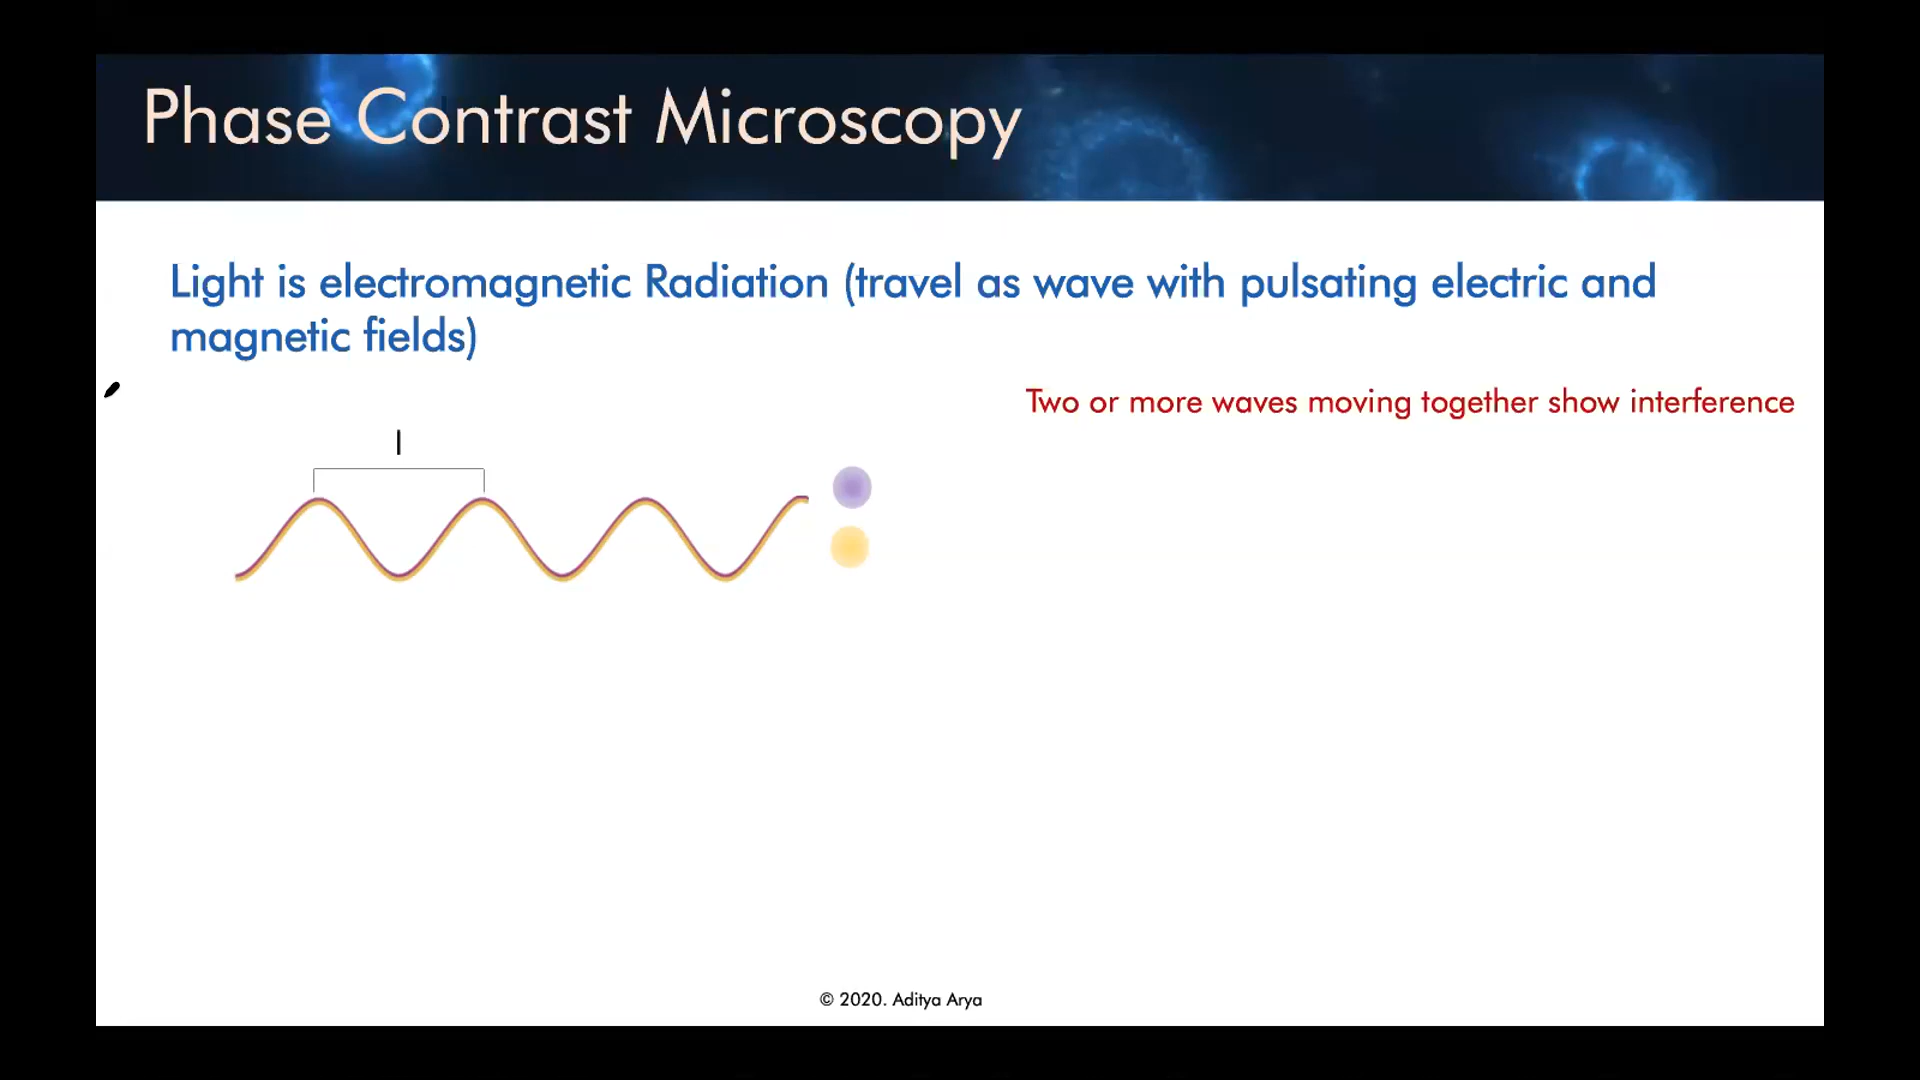 Phase Contrast Microscopy
Light is electromagnetic Radiation (travel as wave with pulsating electric and
magnetic fields)
Two or more waves moving together show interference
l
© 2020. Aditya Arya